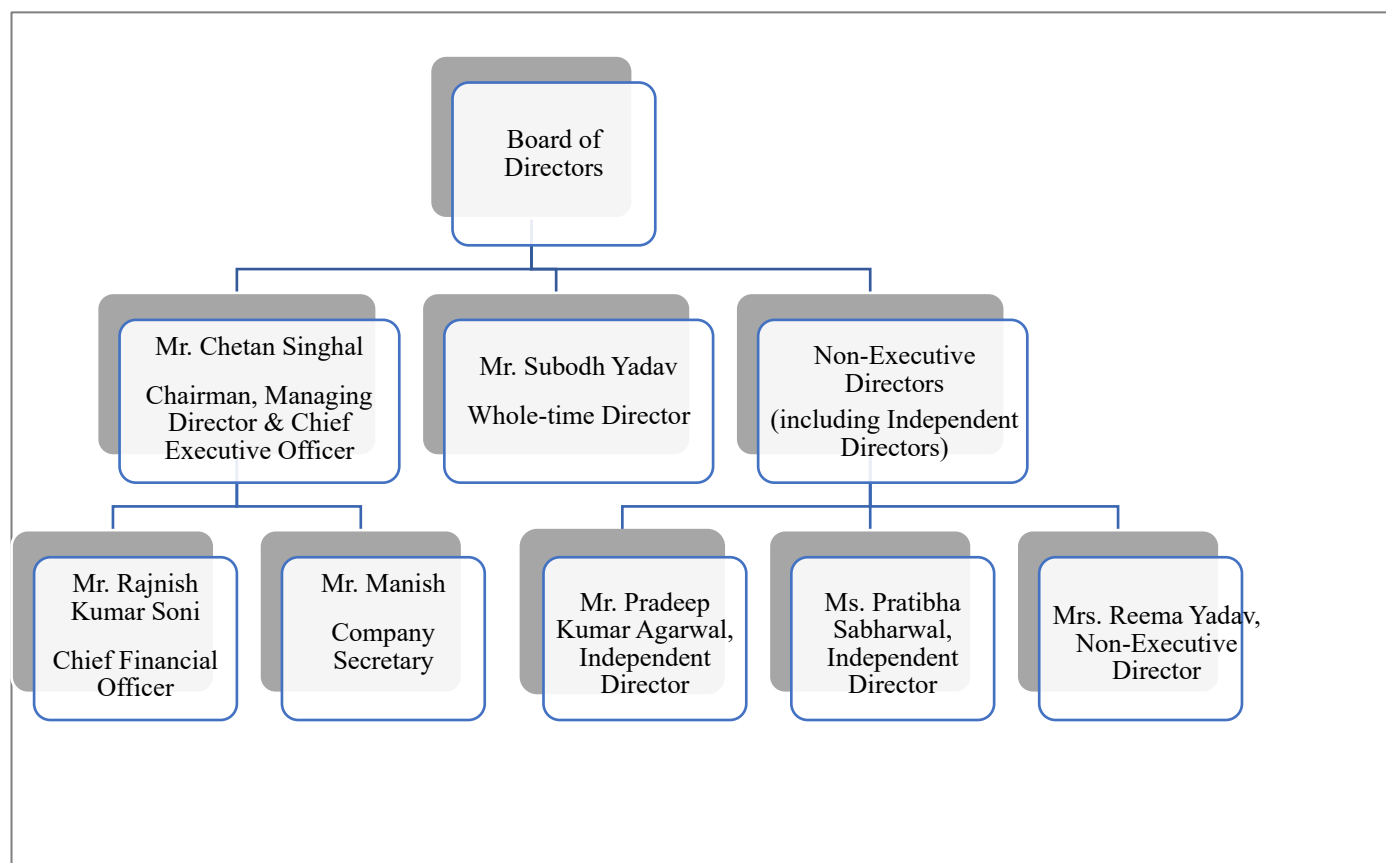 Board of
Directors
Mr. Chetan Singhal
Chairman, Managing
Director & Chief
Executive Officer
Mr. Subodh Yadav
Whole-time Director
Non-Executive
Directors
(including Independent
Directors)
Mr. Rajnish
Kumar Soni
Chief Financial
Officer
Mr. Manish
Company
Secretary
Mr. Pradeep
Kumar Agarwal,
Independent
Director
Ms. Pratibha
Sabharwal,
Independent
Director
Mrs. Reema Yadav,
Non-Executive
Director